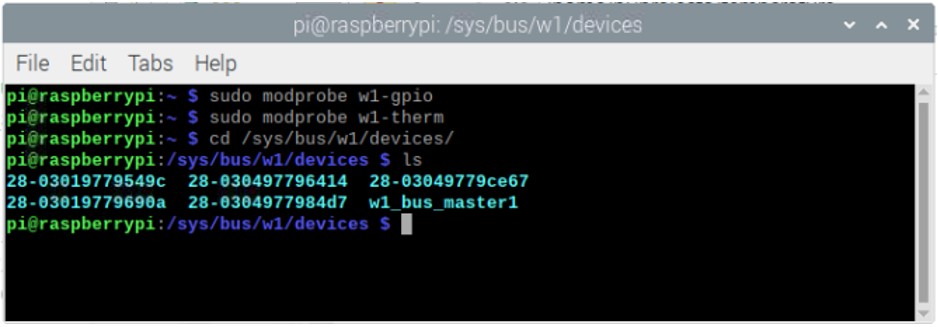 pi@raspberrypi: /sys/bus/w1/devices
File Edit Tabs Help
pi@raspberrypi:~ $ sudo modprobe w1-gpio
pi@raspberrypi:~ $ sudo modprobe w1-therm
pi@raspberrypi:~ $ cd /sys/bus/w1/devices/
pi@raspberrypi:/sys/bus/w1/devices $ ls
28-03019779549c 28-030497796414 28-03049779ce67
28-03019779690a 28-0304977984d7 w1_bus_master1
pi@raspberrypi:/sys/bus/w1/devices $